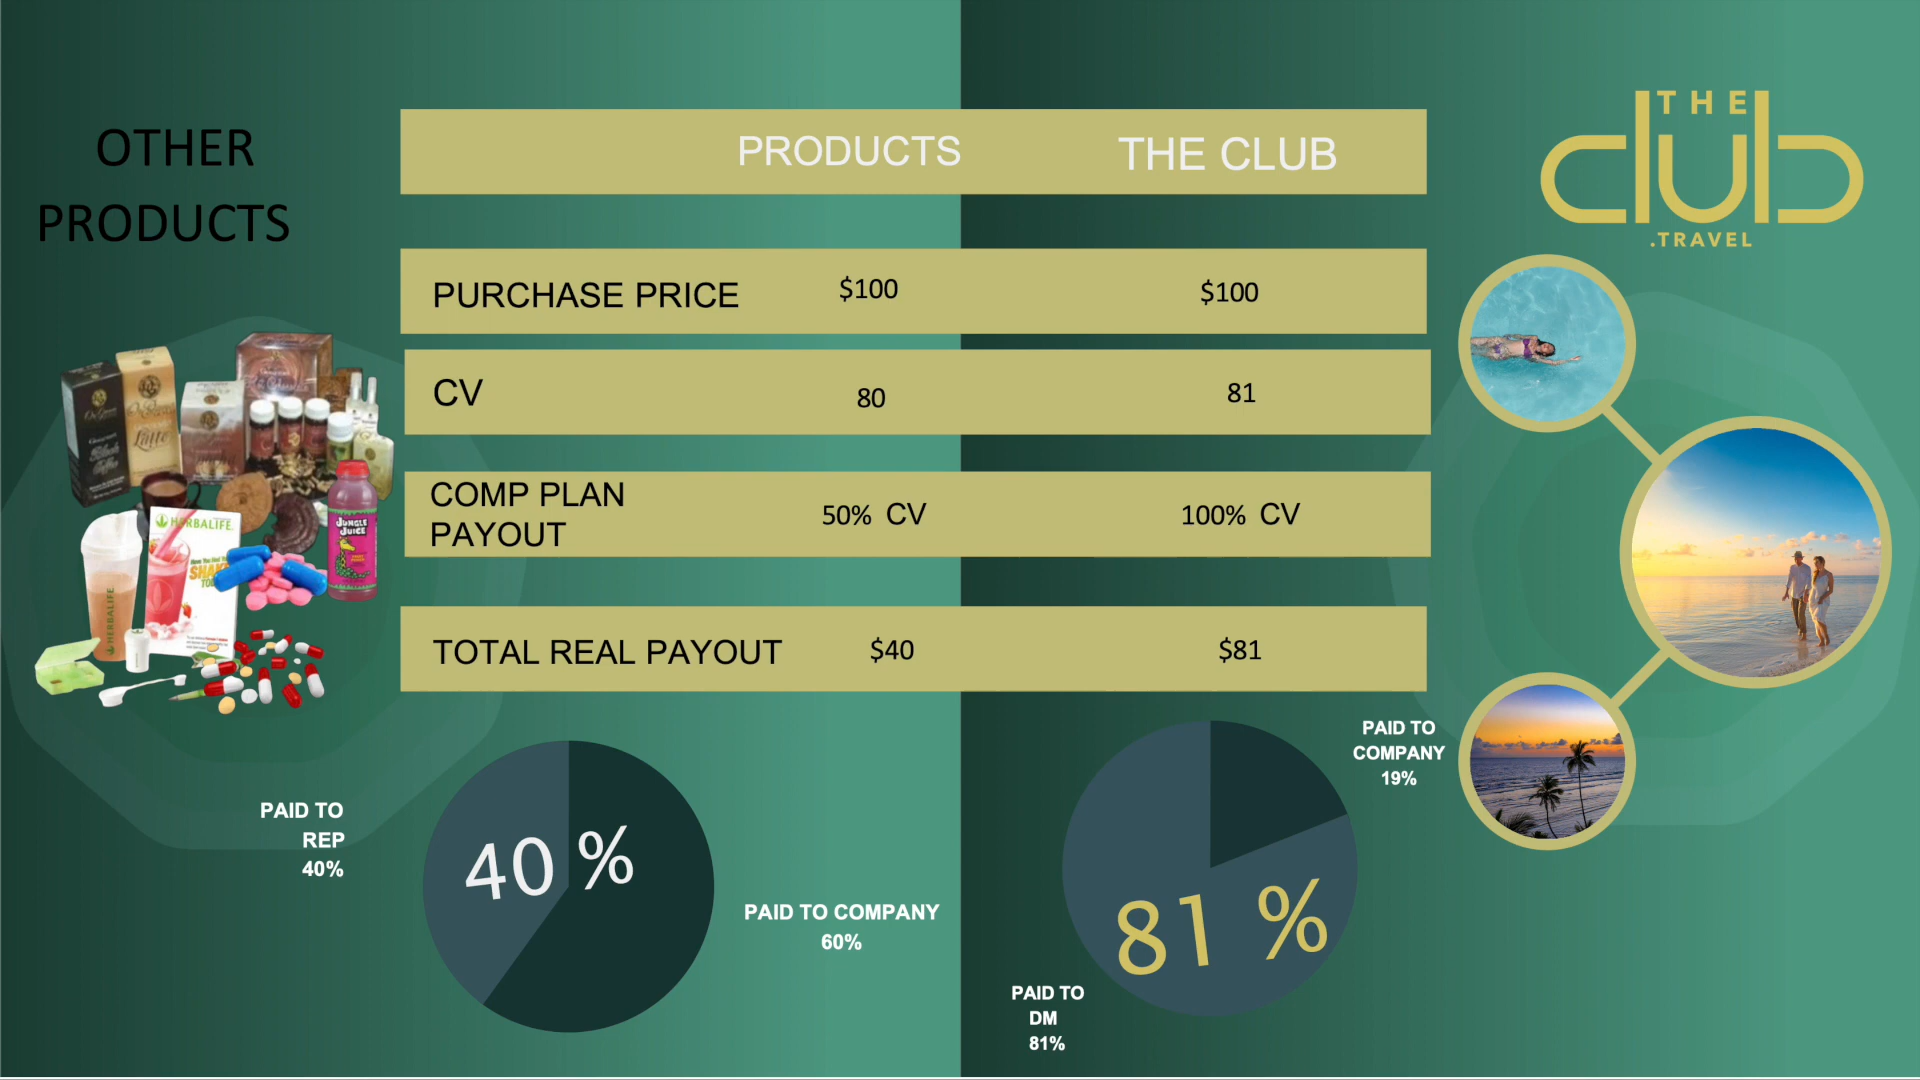 OTHER
PRODUCTS
PRODUCTS THE CLUB
THE
club
.TRAVEL
PURCHASE PRICE $100 $100
CV 80 81
COMP PLAN
PAYOUT
50% CV 100% CV
TOTAL REAL PAYOUT $40 $81
Latte
HERBALIFE
JUNGLE
JUICE
HERBALIFE
PAID TO
REP
40%
40 %
PAID TO COMPANY
60%
PAID TO
COMPANY
19%
81 %
PAID TO
DM
81%